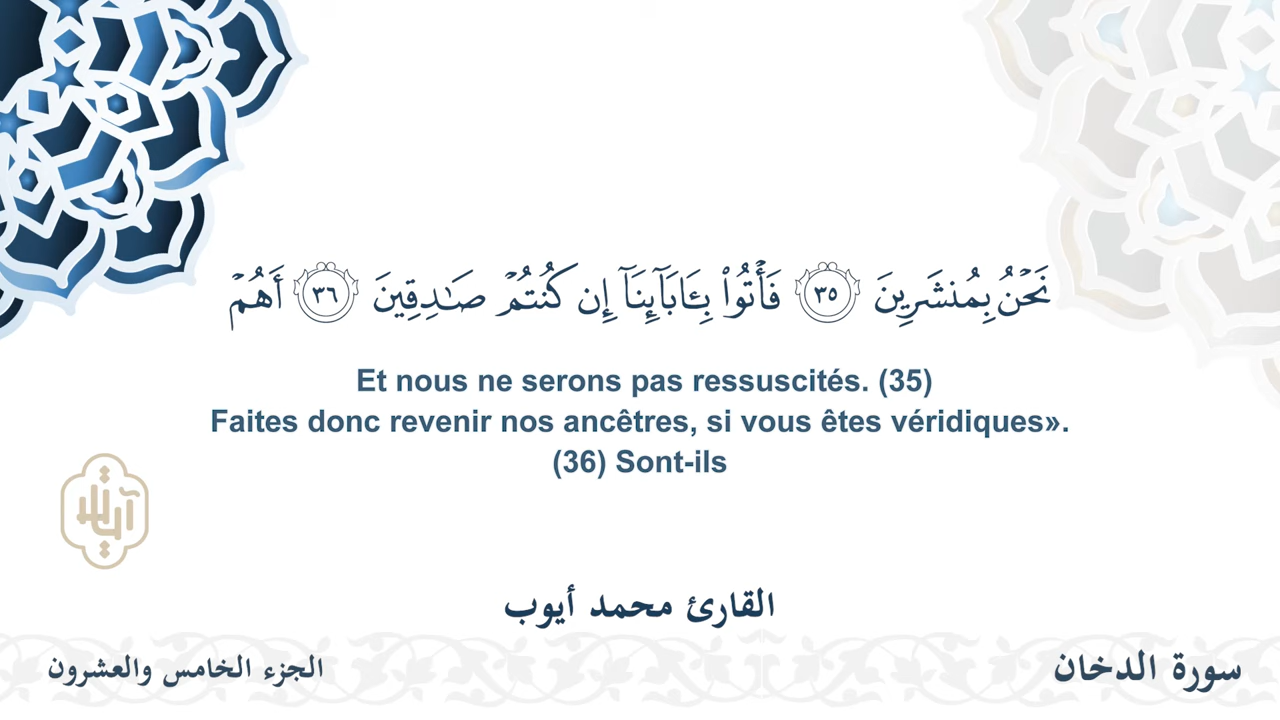 نَحۡنُ بِمُنشَرِينَ ٣٥ فَأۡتُواْ بِـَٔابَآئِنَآ إِن كُنتُمۡ صَٰدِقِينَ ٣٦ أَهُمۡ
Et nous ne serons pas ressuscités. (35)
Faites donc revenir nos ancêtres, si vous êtes véridiques».
(36) Sont-ils
القارئ محمد أيوب
سورة الدخان
الجزء الخامس والعشرون